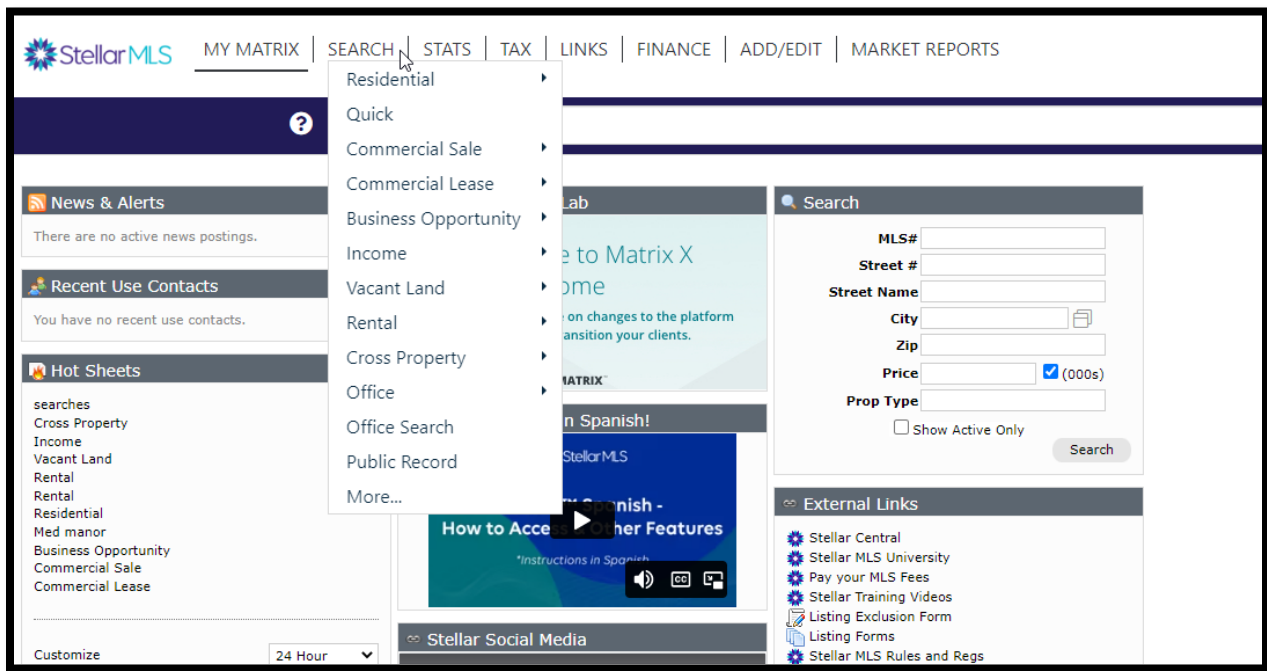 StellarMLS
MY MATRIX
SEARCH
STATS
TAX
LINKS
FINANCE
ADD/EDIT
MARKET REPORTS
?
Residential
Quick
Commercial Sale
Commercial Lease
Business Opportunity
Income
Vacant Land
Rental
Cross Property
Office
Office Search
Public Record
More...
News & Alerts
There are no active news postings.
Recent Use Contacts
You have no recent use contacts.
Hot Sheets
searches
Cross Property
Income
Vacant Land
Rental
Rental
Residential
Med manor
Business Opportunity
Commercial Sale
Commercial Lease
Customize
24 Hour
Lab
to Matrix X
on changes to the platform
your clients.
MATRIX
in Spanish!
StellarMLS
How to Access & Other Features
*Instructions in Spanish
CC
Stellar Social Media
Search
MLS#
Street #
Street Name
City
Zip
Price
(000s)
Prop Type
Show Active Only
Search
External Links
Stellar Central
Stellar MLS University
Pay your MLS Fees
Stellar Training Videos
Listing Exclusion Form
Listing Forms
Stellar MLS Rules and Regs